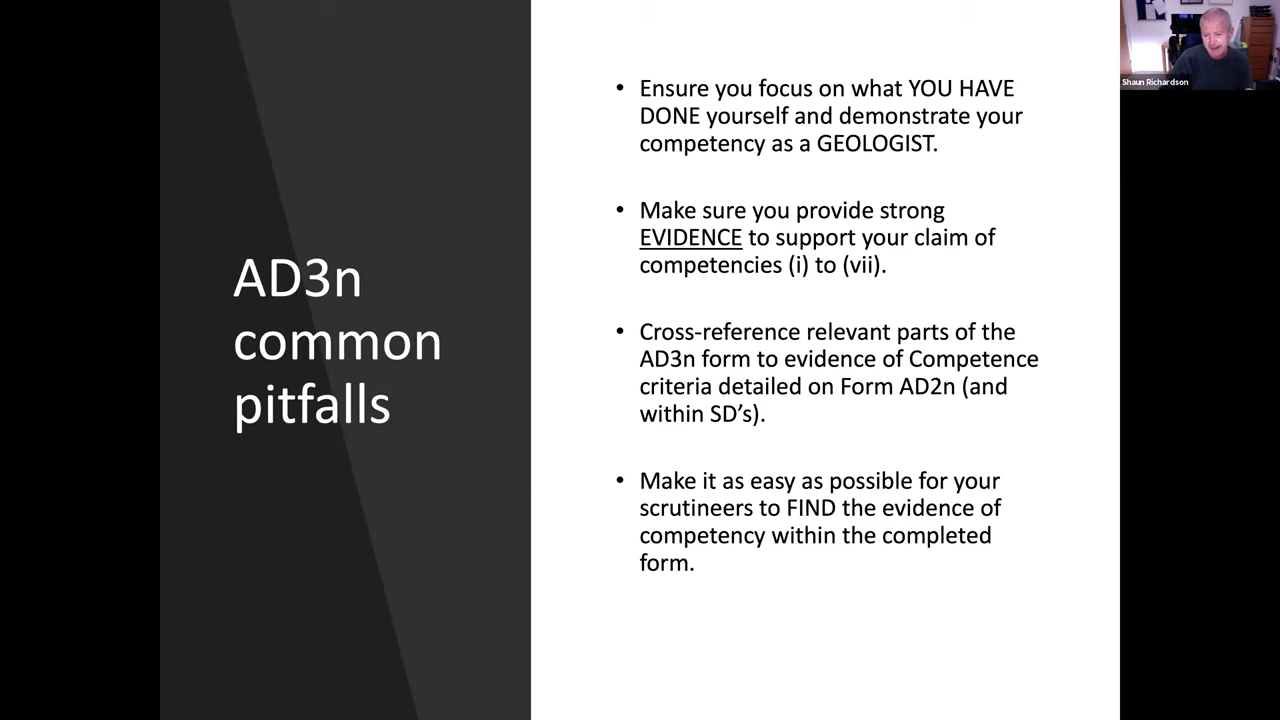 AD3n
common
pitfalls
• Ensure you focus on what YOU HAVE
DONE yourself and demonstrate your
competency as a GEOLOGIST.
• Make sure you provide strong
EVIDENCE to support your claim of
competencies (i) to (vii).
• Cross-reference relevant parts of the
AD3n form to evidence of Competence
criteria detailed on Form AD2n (and
within SD’s).
• Make it as easy as possible for your
scrutineers to FIND the evidence of
competency within the completed
form.
Shaun Richardson